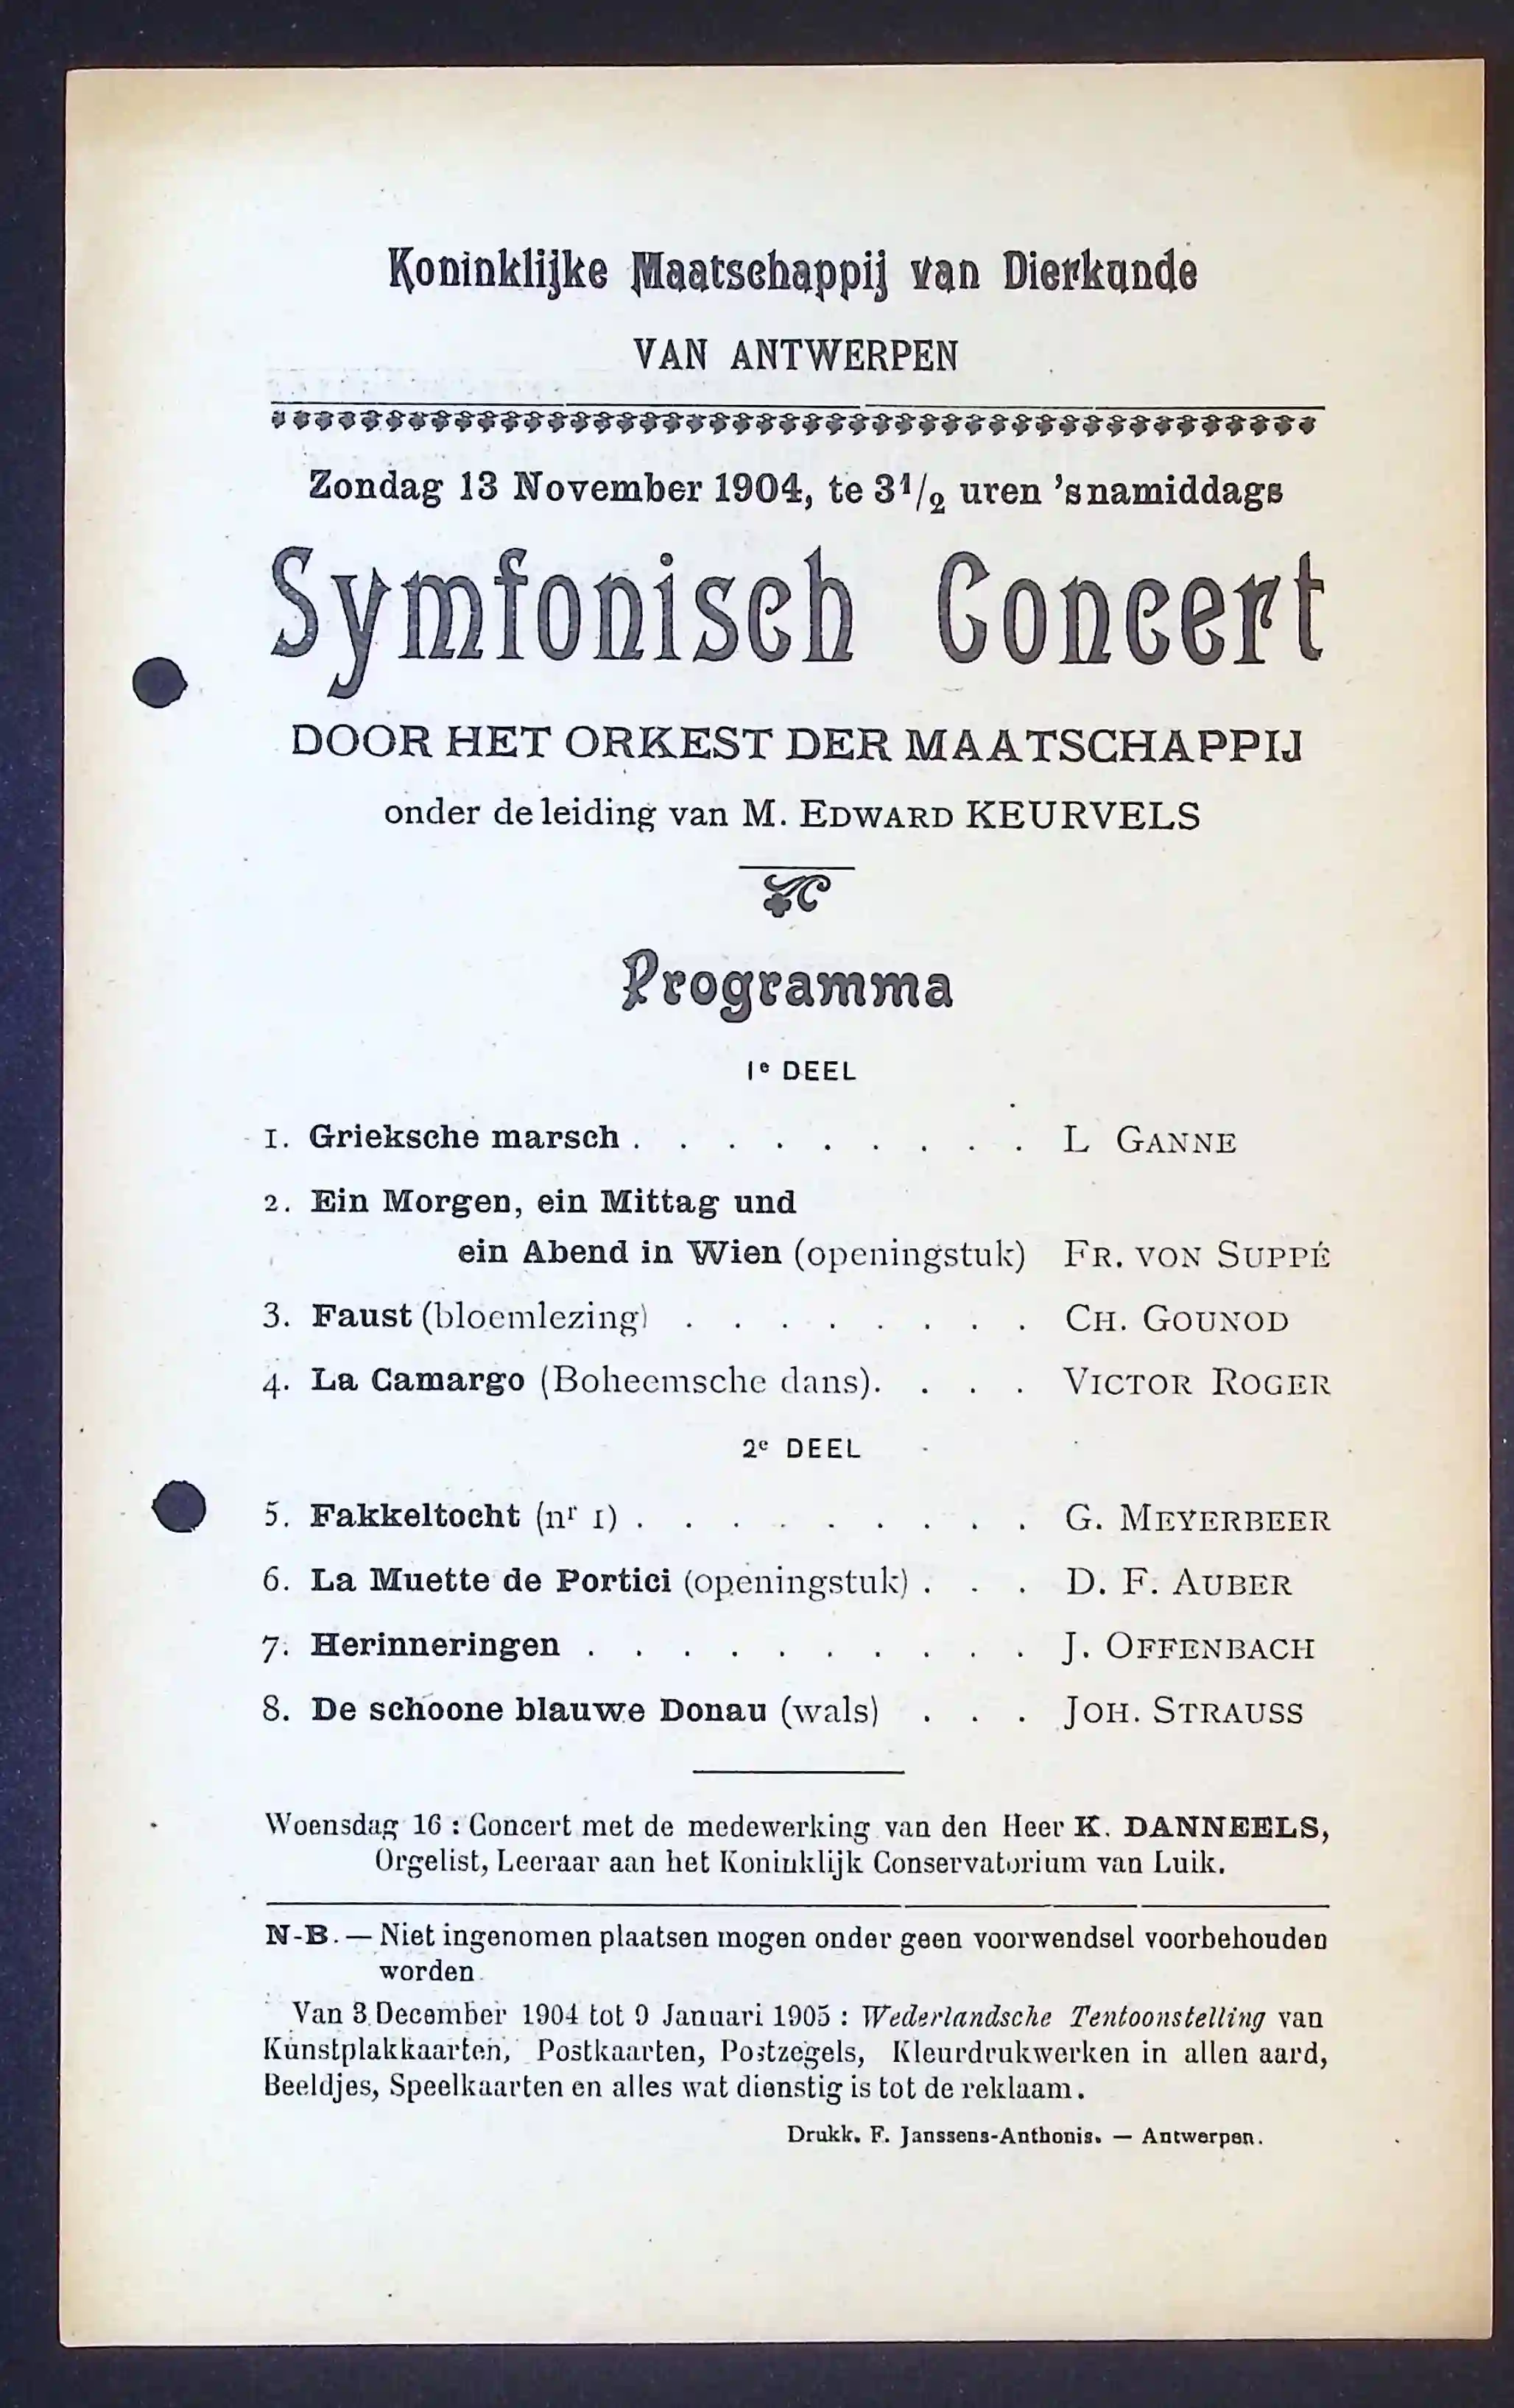 Koninklijke Maatschappij van Dierkunde
VAN ANTWERPEN
Zondag 13 November 1904, te 3 1/2 uren 'snamiddags
Symfonisch Concert
DOOR HET ORKEST DER MAATSCHAPPIJ
onder de leiding van M. EDWARD KEURVELS
Programma
1e DEEL
1. Grieksche marsch . . . . . . . . . L GANNE
2. Ein Morgen, ein Mittag und
ein Abend in Wien (openingstuk) FR. VON SUPPÉ
3. Faust (bloemlezing) . . . . . . . . CH. GOUNOD
4. La Camargo (Boheemsche dans). . . . VICTOR ROGER
2e DEEL
5. Fakkeltocht (nr 1) . . . . . . . . . G. MEYERBEER
6. La Muette de Portici (openingstuk) . . . D. F. AUBER
7. Herinneringen . . . . . . . . . . J. OFFENBACH
8. De schoone blauwe Donau (wals) . . . JOH. STRAUSS
Woensdag 16 : Concert met de medewerking van den Heer K. DANNEELS,
Orgelist, Leeraar aan het Koninklijk Conservatorium van Luik.
N-B. — Niet ingenomen plaatsen mogen onder geen voorwendsel voorbehouden
worden
Van 3 December 1904 tot 9 Januari 1905 : Wederlandsche Tentoonstelling van
Kunstplakkaarten, Postkaarten, Postzegels, Kleurdrukwerken in allen aard,
Beeldjes, Speelkaarten en alles wat dienstig is tot de reklaam.
Drukk. F. Janssens-Anthonis. — Antwerpen.